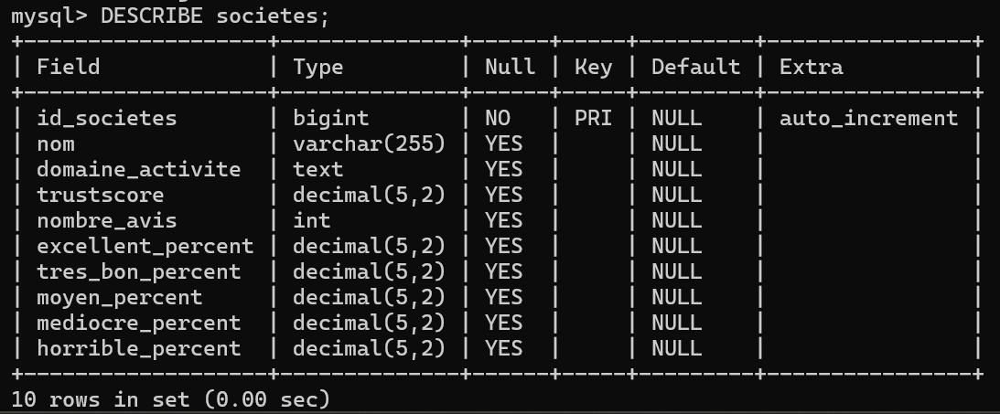 mysql> DESCRIBE societes;
+--------------------+--------------+------+-----+---------+----------------+
| Field              | Type         | Null | Key | Default | Extra          |
+--------------------+--------------+------+-----+---------+----------------+
| id_societes        | bigint       | NO   | PRI | NULL    | auto_increment |
| nom                | varchar(255) | YES  |     | NULL    |                |
| domaine_activite   | text         | YES  |     | NULL    |                |
| trustscore         | decimal(5,2) | YES  |     | NULL    |                |
| nombre_avis        | int          | YES  |     | NULL    |                |
| excellent_percent  | decimal(5,2) | YES  |     | NULL    |                |
| tres_bon_percent   | decimal(5,2) | YES  |     | NULL    |                |
| moyen_percent      | decimal(5,2) | YES  |     | NULL    |                |
| mediocre_percent   | decimal(5,2) | YES  |     | NULL    |                |
| horrible_percent   | decimal(5,2) | YES  |     | NULL    |                |
+--------------------+--------------+------+-----+---------+----------------+
10 rows in set (0.00 sec)